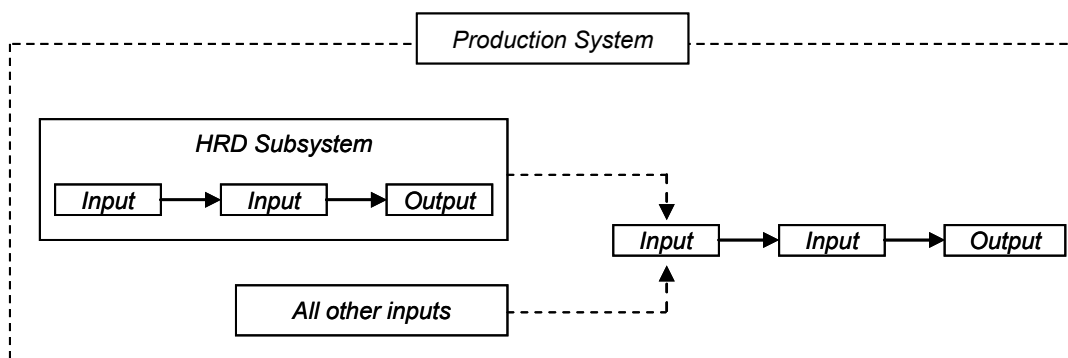 Production System
HRD Subsystem
Input
Input
Output
Input
Input
Output
All other inputs